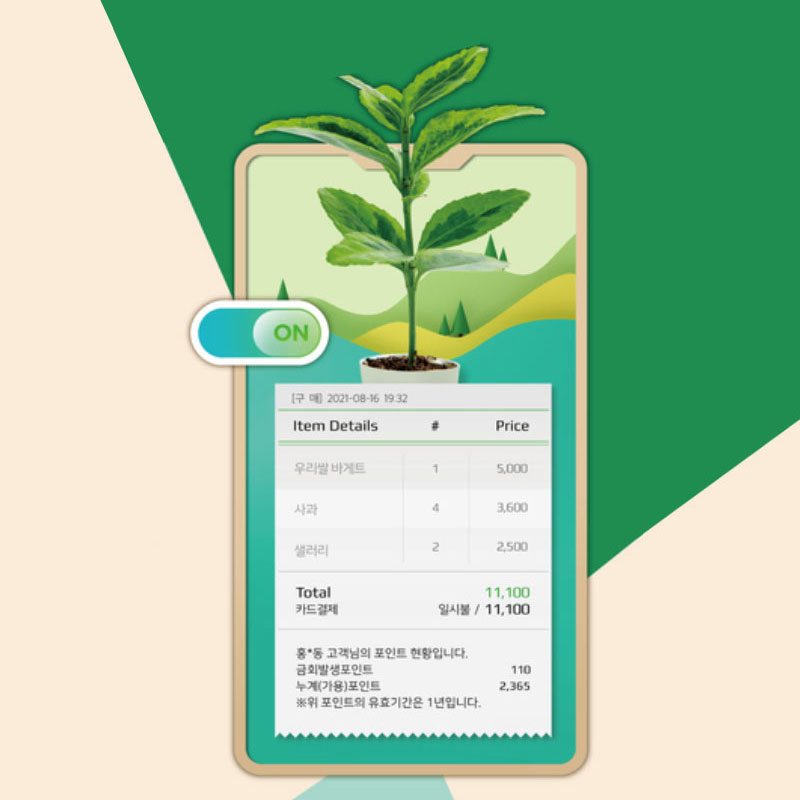 ON
[구 매] 2021-08-16 19:32
Item Details # Price
우리쌀 바게트 1 5,000
사과 4 3,600
샐러리 2 2,500
Total 11,100
카드결제 일시불 / 11,100
홍*동 고객님의 포인트 현황입니다.
금회발생포인트 110
누계(가용)포인트 2,365
※위 포인트의 유효기간은 1년입니다.